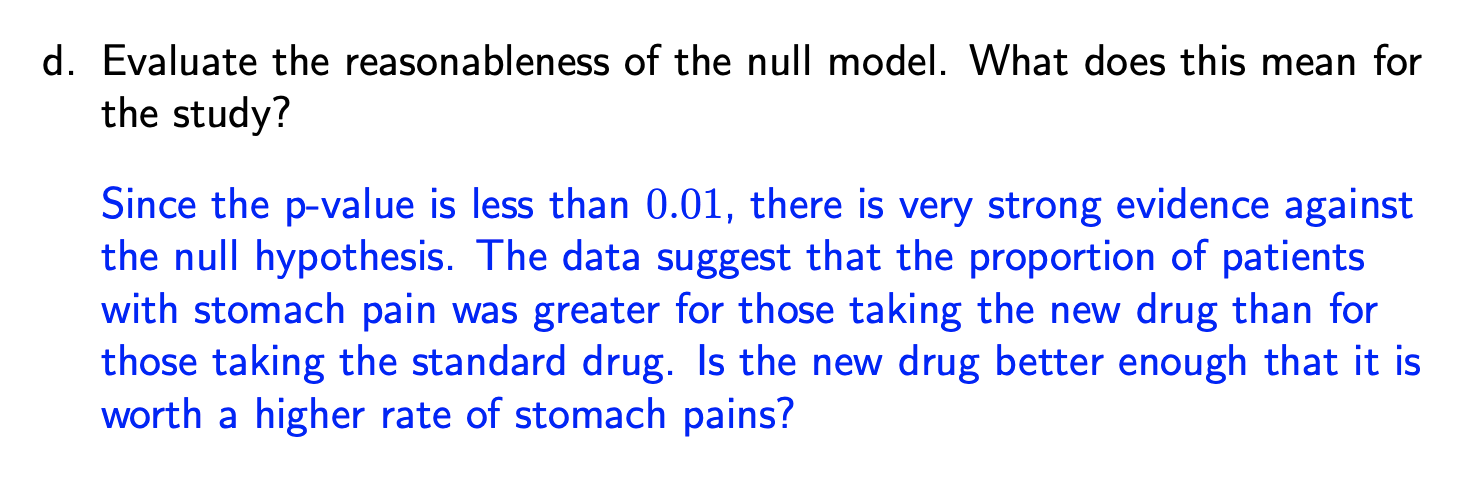 d. Evaluate the reasonableness of the null model. What does this mean for
the study?
Since the p-value is less than 0.01, there is very strong evidence against
the null hypothesis. The data suggest that the proportion of patients
with stomach pain was greater for those taking the new drug than for
those taking the standard drug. Is the new drug better enough that it is
worth a higher rate of stomach pains?